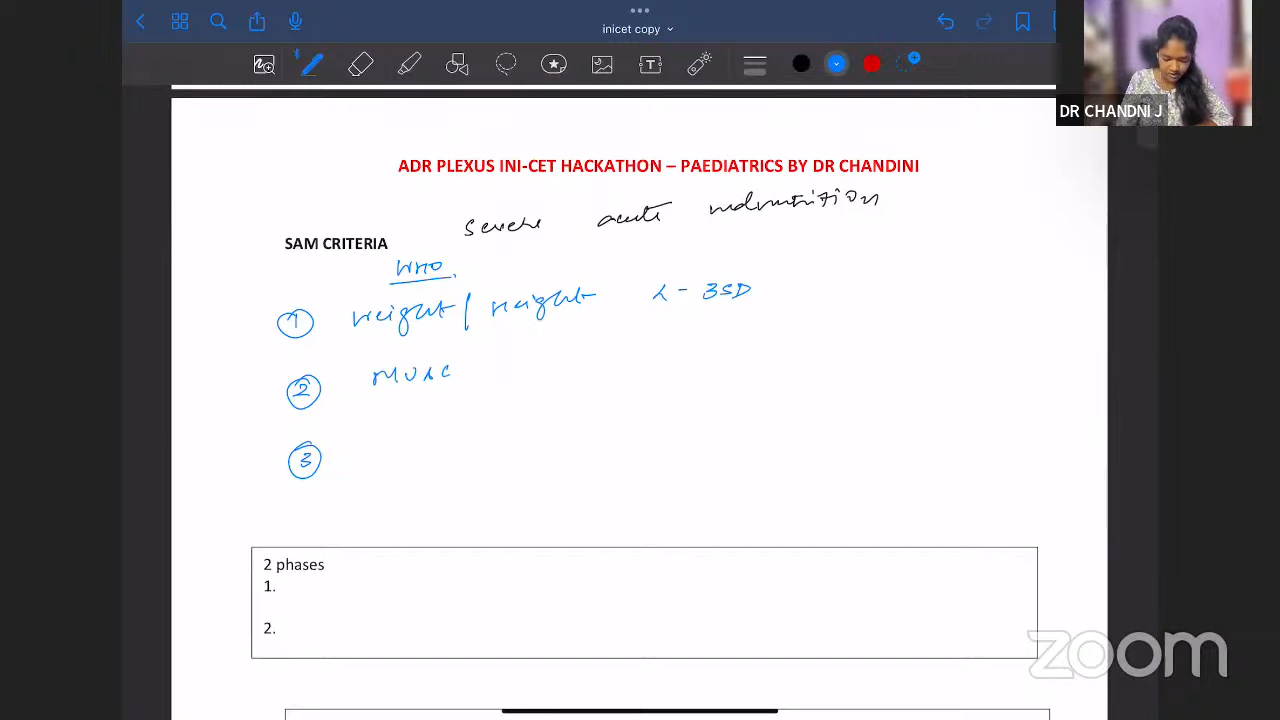 inicet copy
DR CHANDNI J
ADR PLEXUS INI-CET HACKATHON – PAEDIATRICS BY DR CHANDINI
severe acute malnutrition
SAM CRITERIA
WHO
1 weight / height < - 3SD
2 MUAC
3
2 phases
1.
2.
zoom